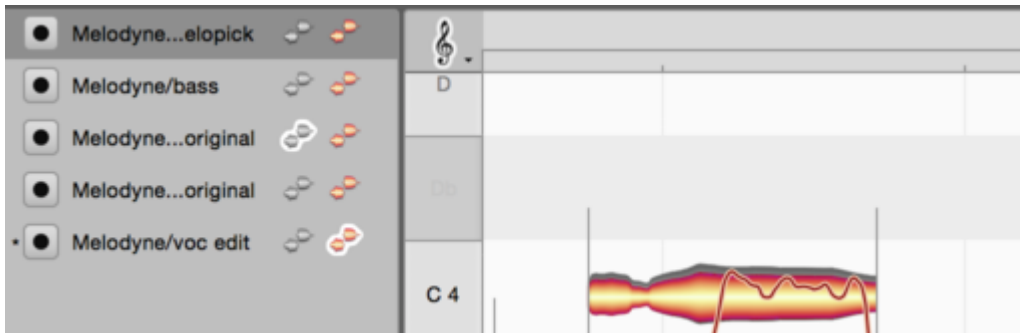 Melodyne...elopick
Melodyne/bass
D
Melodyne...original
Melodyne...original
Db
* Melodyne/voc edit
C 4